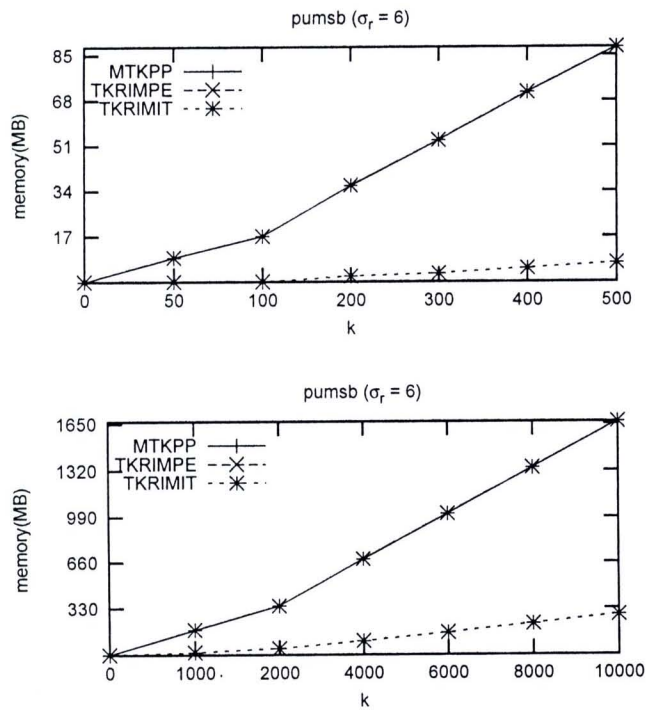 pumsb (σr = 6)
85
68
51
34
17
MTKPP
TKRIMPE
TKRIMIT
memory(MB)
0 50 100 200 300 400 500
k
pumsb (σr = 6)
1650
1320
990
660
330
MTKPP
TKRIMPE
TKRIMIT
memory(MB)
0 1000 2000 4000 6000 8000 10000
k